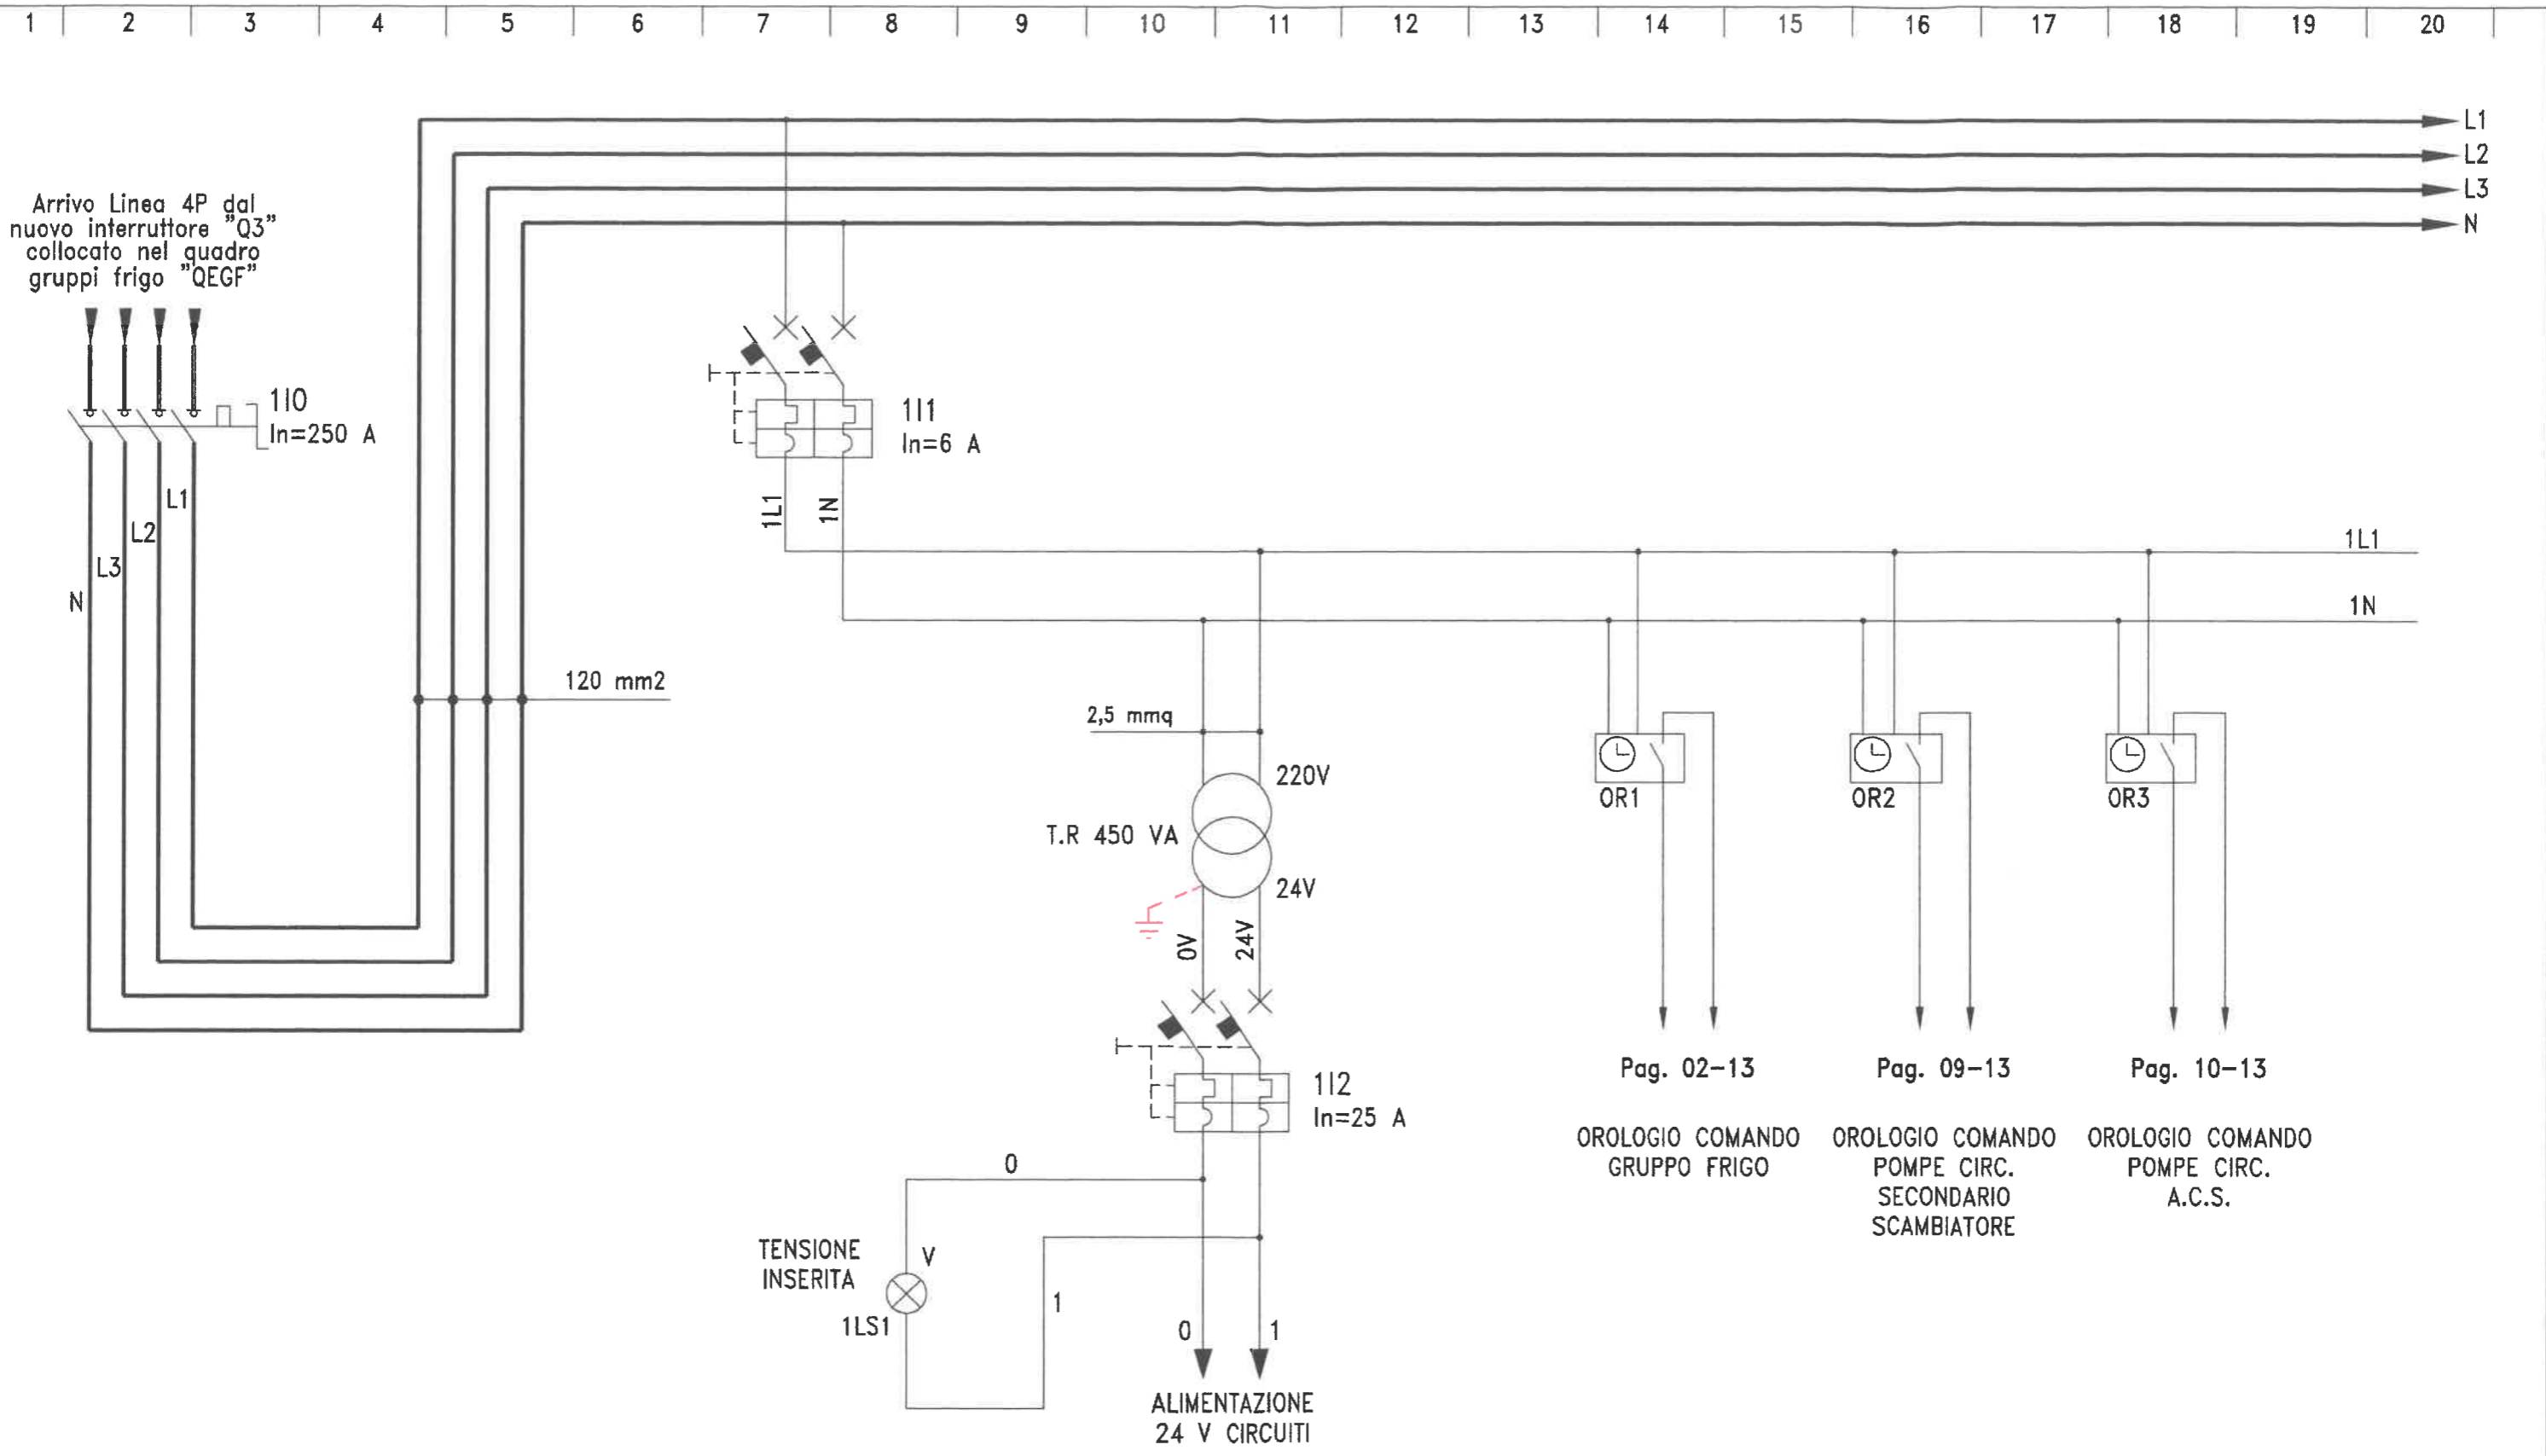 1 2 3 4 5 6 7 8 9 10 11 12 13 14 15 16 17 18 19 20
L1
L2
L3
N
Arrivo Linea 4P dal
nuovo interruttore "Q3"
collocato nel quadro
gruppi frigo "QEGF"
1I0
In=250 A
1I1
In=6 A
L1
L2
L3
N
1L1
1N
1L1
1N
120 mm2
2,5 mmq
220V
T.R 450 VA
24V
0V
24V
OR1
OR2
OR3
1I2
In=25 A
Pag. 02-13
Pag. 09-13
Pag. 10-13
OROLOGIO COMANDO
GRUPPO FRIGO
OROLOGIO COMANDO
POMPE CIRC.
SECONDARIO
SCAMBIATORE
OROLOGIO COMANDO
POMPE CIRC.
A.C.S.
0
TENSIONE
INSERITA
V
1LS1
1
0
1
ALIMENTAZIONE
24 V CIRCUITI